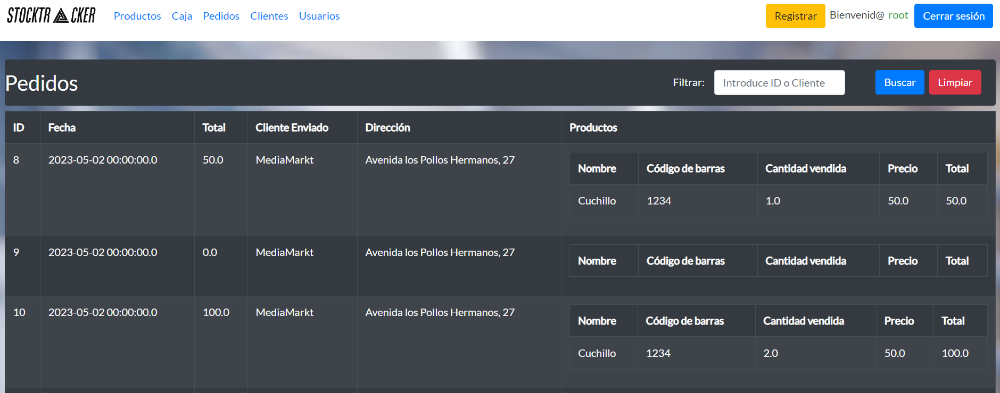 STOCKTRACKER Productos Caja Pedidos Clientes Usuarios Registrar Bienvenid@ root Cerrar sesión
Pedidos Filtrar: Introduce ID o Cliente Buscar Limpiar
ID Fecha Total Cliente Enviado Dirección Productos
8 2023-05-02 00:00:00.0 50.0 MediaMarkt Avenida los Pollos Hermanos, 27
Nombre Código de barras Cantidad vendida Precio Total
Cuchillo 1234 1.0 50.0 50.0
9 2023-05-02 00:00:00.0 0.0 MediaMarkt Avenida los Pollos Hermanos, 27
Nombre Código de barras Cantidad vendida Precio Total
10 2023-05-02 00:00:00.0 100.0 MediaMarkt Avenida los Pollos Hermanos, 27
Nombre Código de barras Cantidad vendida Precio Total
Cuchillo 1234 2.0 50.0 100.0